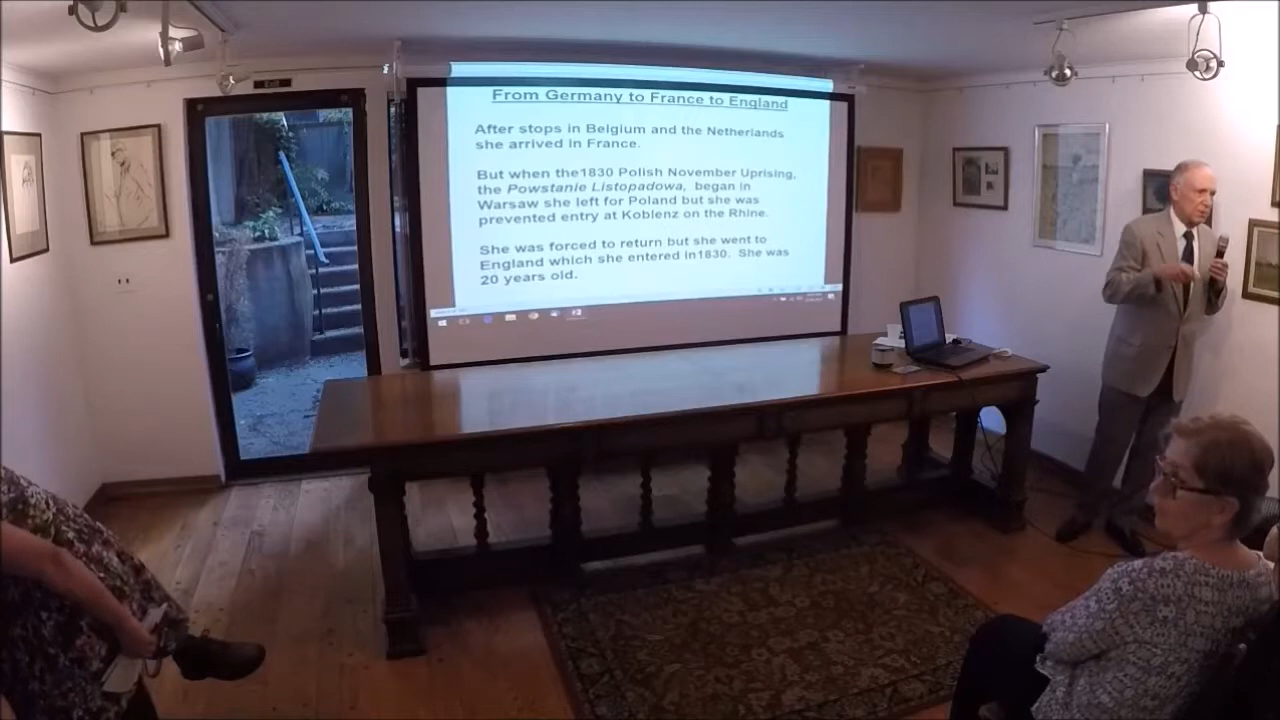 Exit
From Germany to France to England
After stops in Belgium and the Netherlands
she arrived in France.
But when the1830 Polish November Uprising,
the Powstanie Listopadowa, began in
Warsaw she left for Poland but she was
prevented entry at Koblenz on the Rhine.
She was forced to return but she went to
England which she entered in1830. She was
20 years old.